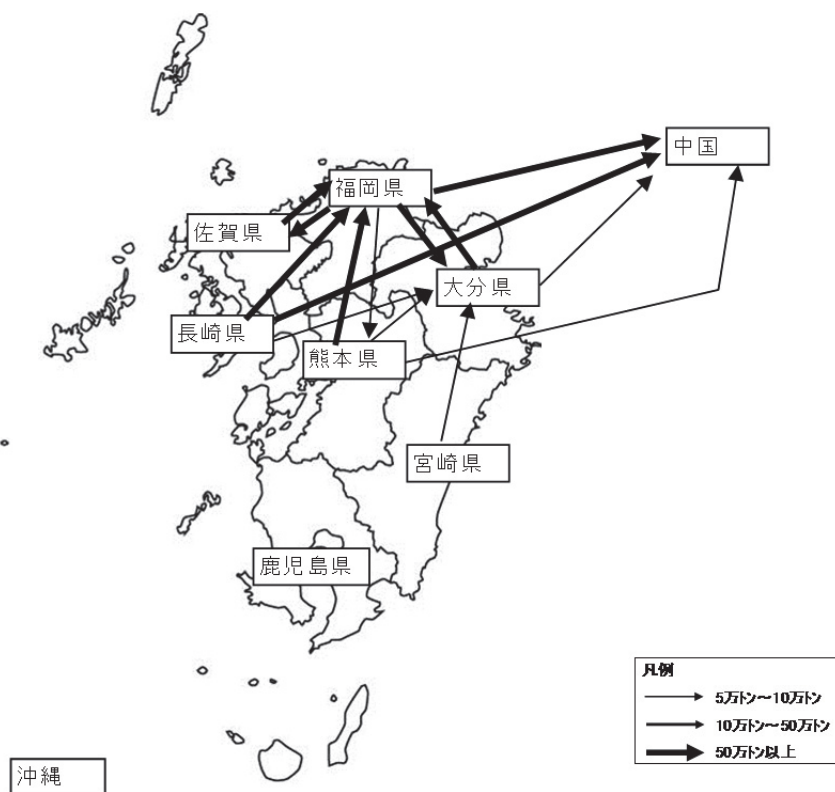 中国
福岡県
佐賀県
大分県
長崎県
熊本県
宮崎県
鹿児島県
凡例
5万トン～10万トン
10万トン～50万トン
50万トン以上
沖縄